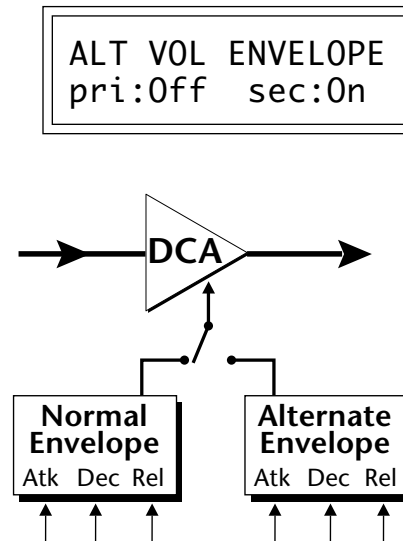 ALT VOL ENVELOPE
pri:Off sec:On
DCA
Normal
Envelope
Atk Dec Rel
Alternate
Envelope
Atk Dec Rel